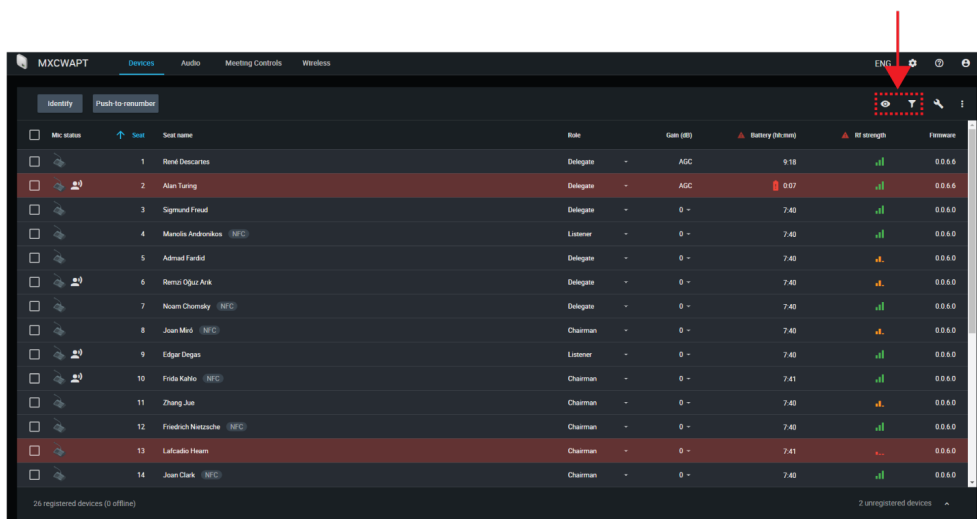 MXCWAPT Devices Audio Meeting Controls Wireless ENG
Identify Push-to-renumber
Mic status Seat Seat name Role Gain (dB) Battery (hh:mm) Rf strength Firmware
1 René Descartes Delegate AGC 9:18 0.0.6.6
2 Alan Turing Delegate AGC 0:07 0.0.6.6
3 Sigmund Freud Delegate 0 7:40 0.0.6.0
4 Manolis Andronikos NFC Listener 0 7:40 0.0.6.0
5 Admad Fardid Delegate 0 7:40 0.0.6.0
6 Remzi Oğuz Arık Delegate 0 7:40 0.0.6.0
7 Noam Chomsky NFC Delegate 0 7:40 0.0.6.0
8 Joan Miró NFC Chairman 0 7:40 0.0.6.0
9 Edgar Degas Listener 0 7:40 0.0.6.0
10 Frida Kahlo NFC Chairman 0 7:41 0.0.6.0
11 Zhang Jue Chairman 0 7:40 0.0.6.0
12 Friedrich Nietzsche NFC Chairman 0 7:40 0.0.6.0
13 Lafcadio Hearn Chairman 0 7:41 0.0.6.0
14 Joan Clark NFC Chairman 0 7:40 0.0.6.0
26 registered devices (0 offline) 2 unregistered devices